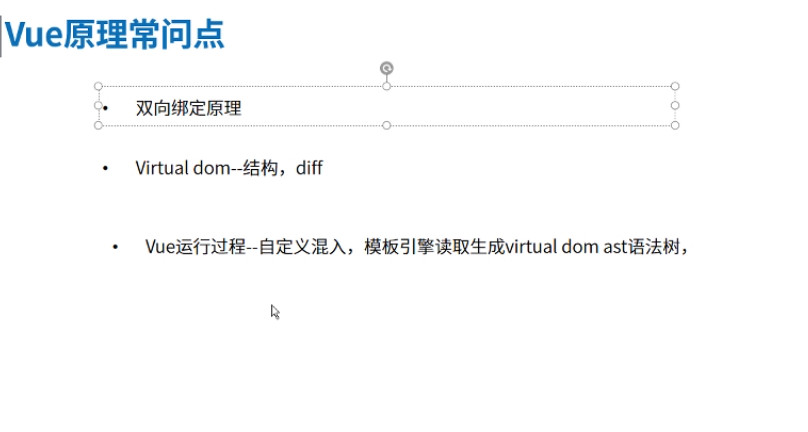 Vue原理常问点
• 双向绑定原理
• Virtual dom--结构，diff
• Vue运行过程--自定义混入，模板引擎读取生成virtual dom ast语法树，